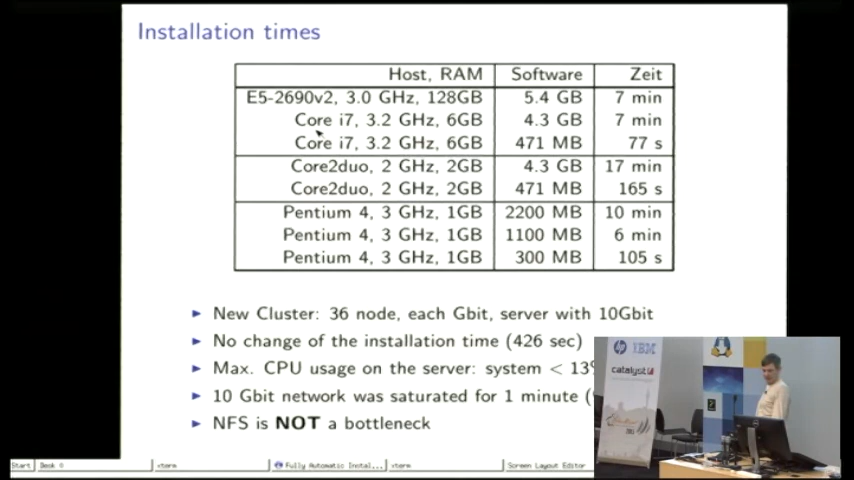 Installation times
Host, RAM Software Zeit
E5-2690v2, 3.0 GHz, 128GB 5.4 GB 7 min
Core i7, 3.2 GHz, 6GB 4.3 GB 7 min
Core i7, 3.2 GHz, 6GB 471 MB 77 s
Core2duo, 2 GHz, 2GB 4.3 GB 17 min
Core2duo, 2 GHz, 2GB 471 MB 165 s
Pentium 4, 3 GHz, 1GB 2200 MB 10 min
Pentium 4, 3 GHz, 1GB 1100 MB 6 min
Pentium 4, 3 GHz, 1GB 300 MB 105 s
New Cluster: 36 node, each Gbit, server with 10Gbit
No change of the installation time (426 sec)
Max. CPU usage on the server: system < 13%
10 Gbit network was saturated for 1 minute (
NFS is NOT a bottleneck
hp IBM
catalyst
Start Desk 0 xterm Fully Automatic Instal... xterm Screen Layout Editor